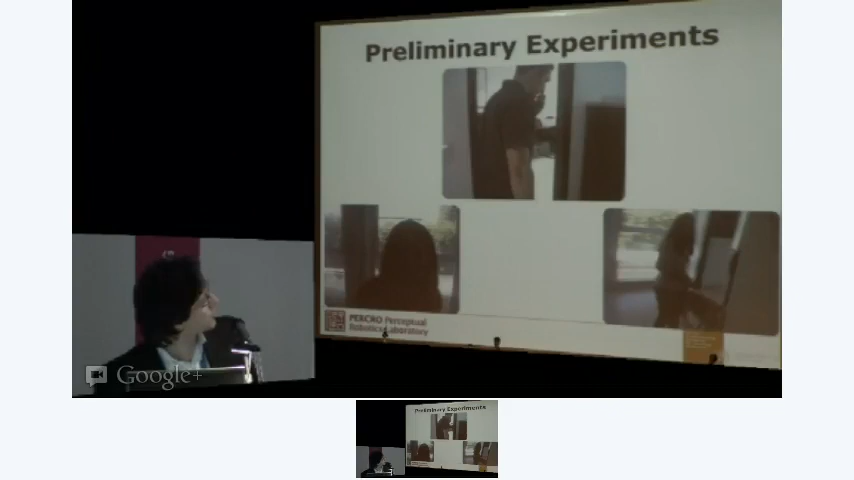 Preliminary Experiments
PERCRO Perceptual
Robotics Laboratory
Google+
Preliminary Experiments